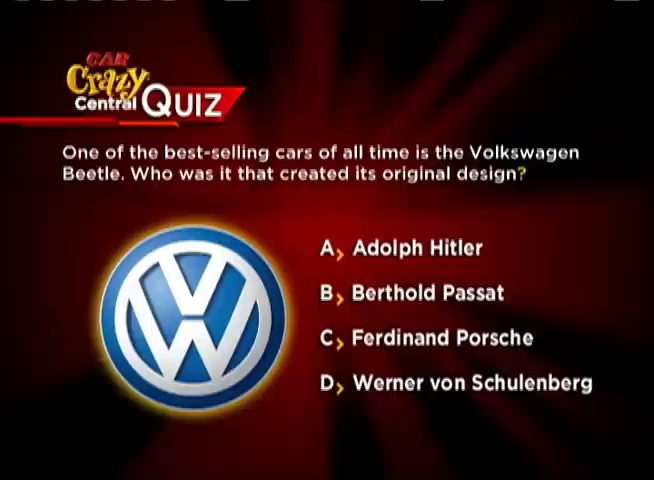 CAR
Crazy
Central QUIZ
One of the best-selling cars of all time is the Volkswagen
Beetle. Who was it that created its original design?
A› Adolph Hitler
B› Berthold Passat
C› Ferdinand Porsche
D› Werner von Schulenberg
VW